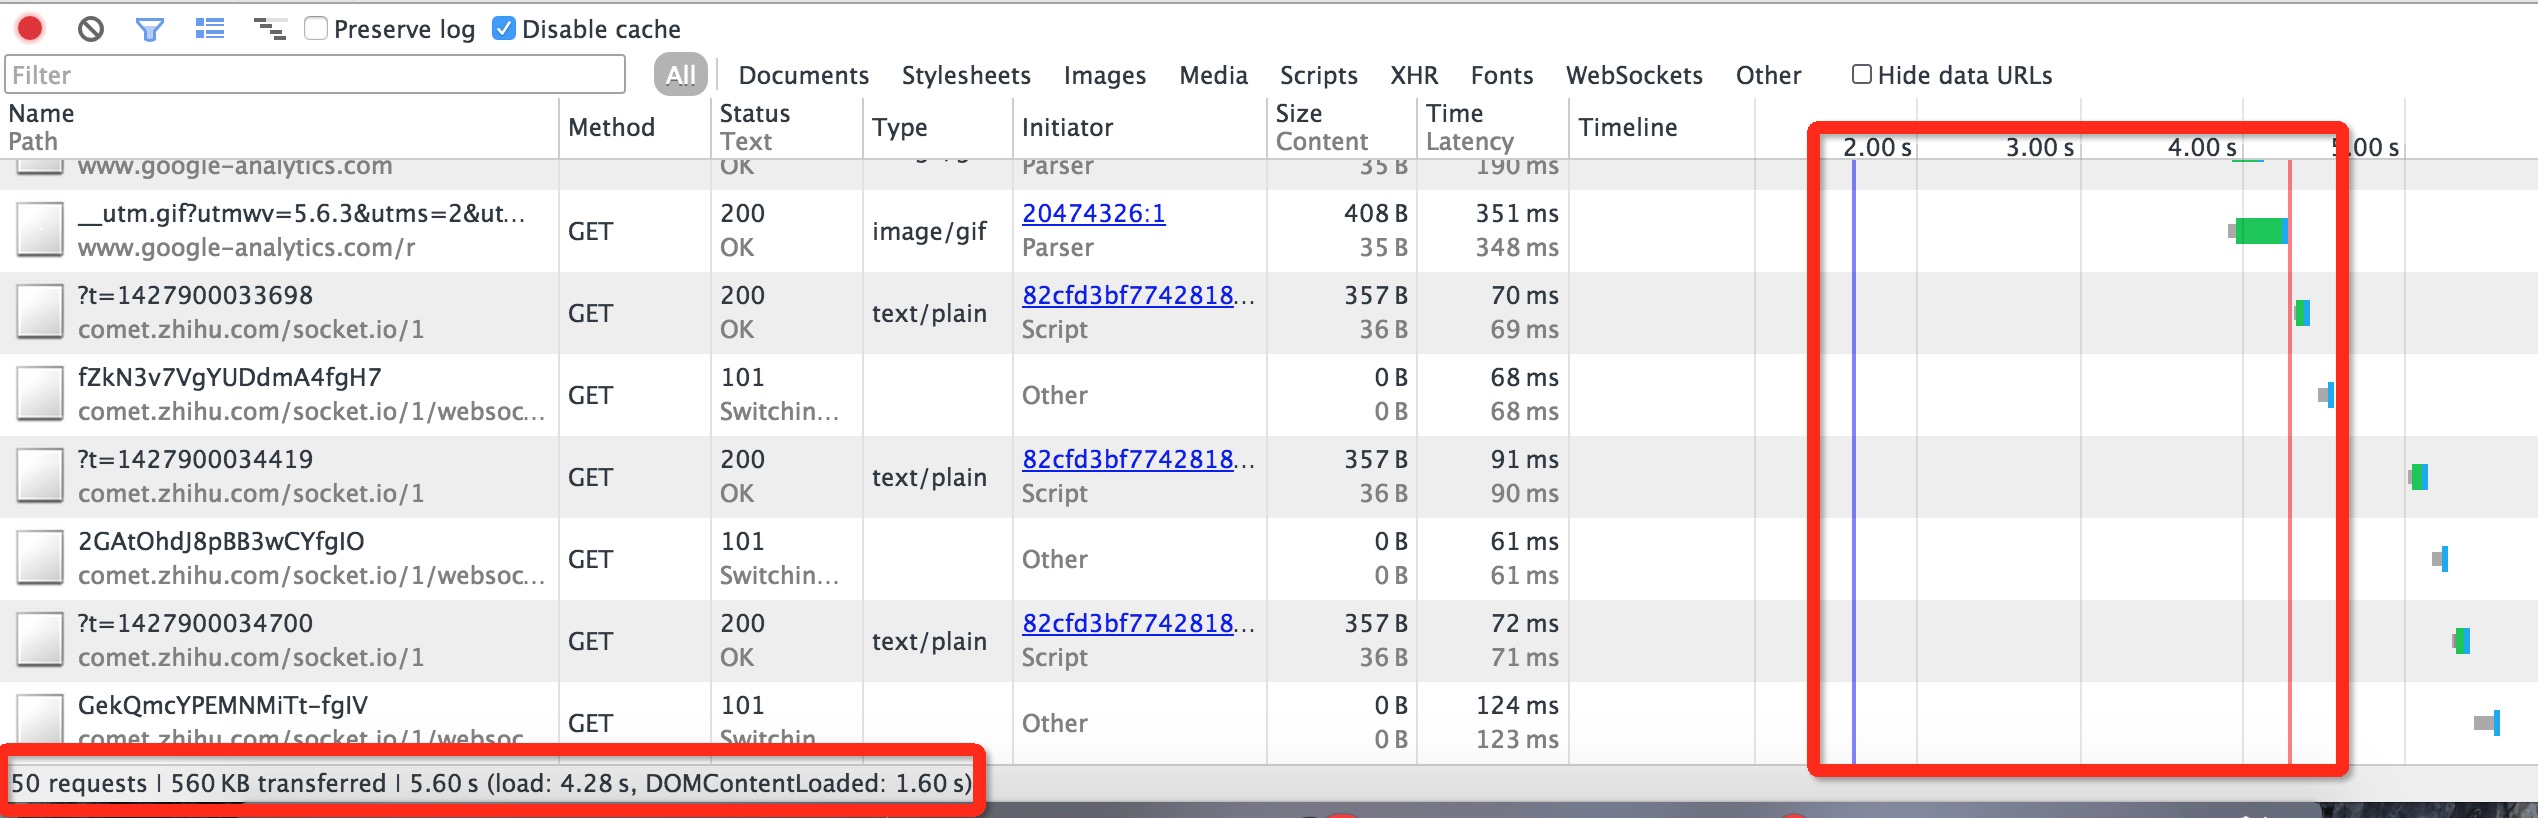 Preserve log Disable cache
Filter All Documents Stylesheets Images Media Scripts XHR Fonts WebSockets Other Hide data URLs
Name Path Method Status Text Type Initiator Size Content Time Latency Timeline 2.00 s 3.00 s 4.00 s 5.00 s
www.google-analytics.com OK Parser 35 B 190 ms
__utm.gif?utmwv=5.6.3&utms=2&ut... GET 200 image/gif 20474326:1 408 B 351 ms
www.google-analytics.com/r OK Parser 35 B 348 ms
?t=1427900033698 GET 200 text/plain 82cfd3bf7742818... 357 B 70 ms
comet.zhihu.com/socket.io/1 OK Script 36 B 69 ms
fZkN3v7VgYUDdmA4fgH7 GET 101 Other 0 B 68 ms
comet.zhihu.com/socket.io/1/websoc... Switchin... 0 B 68 ms
?t=1427900034419 GET 200 text/plain 82cfd3bf7742818... 357 B 91 ms
comet.zhihu.com/socket.io/1 OK Script 36 B 90 ms
2GAtOhdJ8pBB3wCYfgIO GET 101 Other 0 B 61 ms
comet.zhihu.com/socket.io/1/websoc... Switchin... 0 B 61 ms
?t=1427900034700 GET 200 text/plain 82cfd3bf7742818... 357 B 72 ms
comet.zhihu.com/socket.io/1 OK Script 36 B 71 ms
GekQmcYPEMNMiTt-fgIV GET 101 Other 0 B 124 ms
comet.zhihu.com/socket.io/1/websoc Switchin 0 B 123 ms
50 requests | 560 KB transferred | 5.60 s (load: 4.28 s, DOMContentLoaded: 1.60 s)